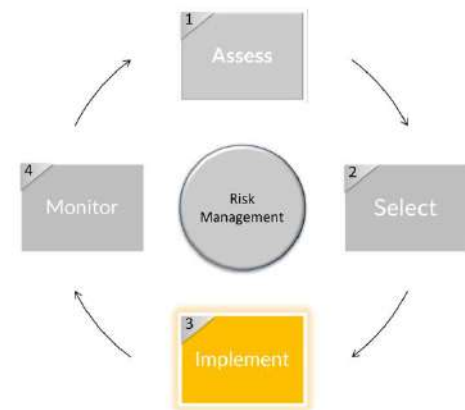 1
Assess
2
Select
3
Implement
4
Monitor
Risk
Management